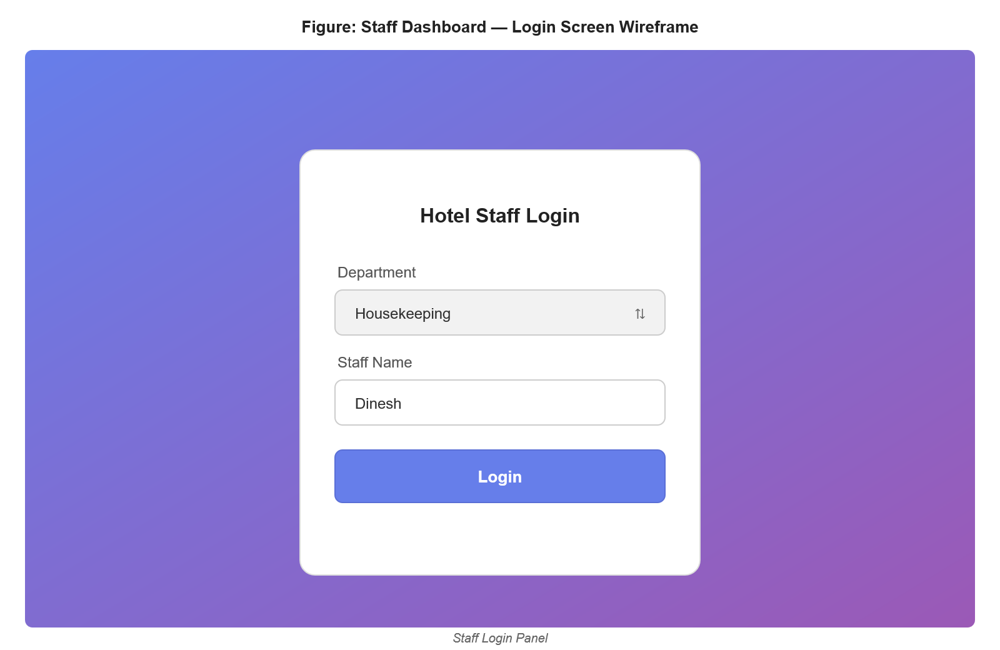 Figure: Staff Dashboard — Login Screen Wireframe
Hotel Staff Login
Department
Housekeeping
Staff Name
Dinesh
Login
Staff Login Panel